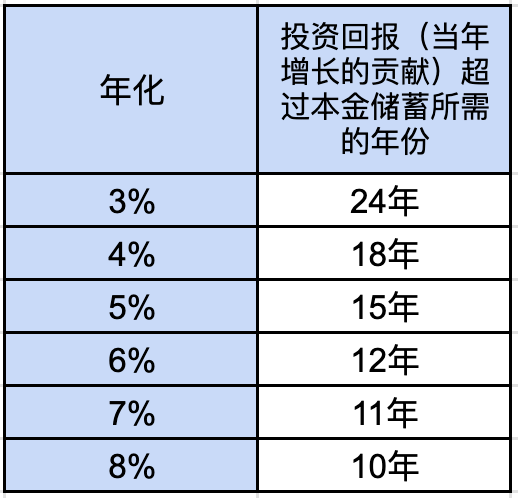 年化
投资回报（当年
增长的贡献）超
过本金储蓄所需
的年份
3% 24年
4% 18年
5% 15年
6% 12年
7% 11年
8% 10年